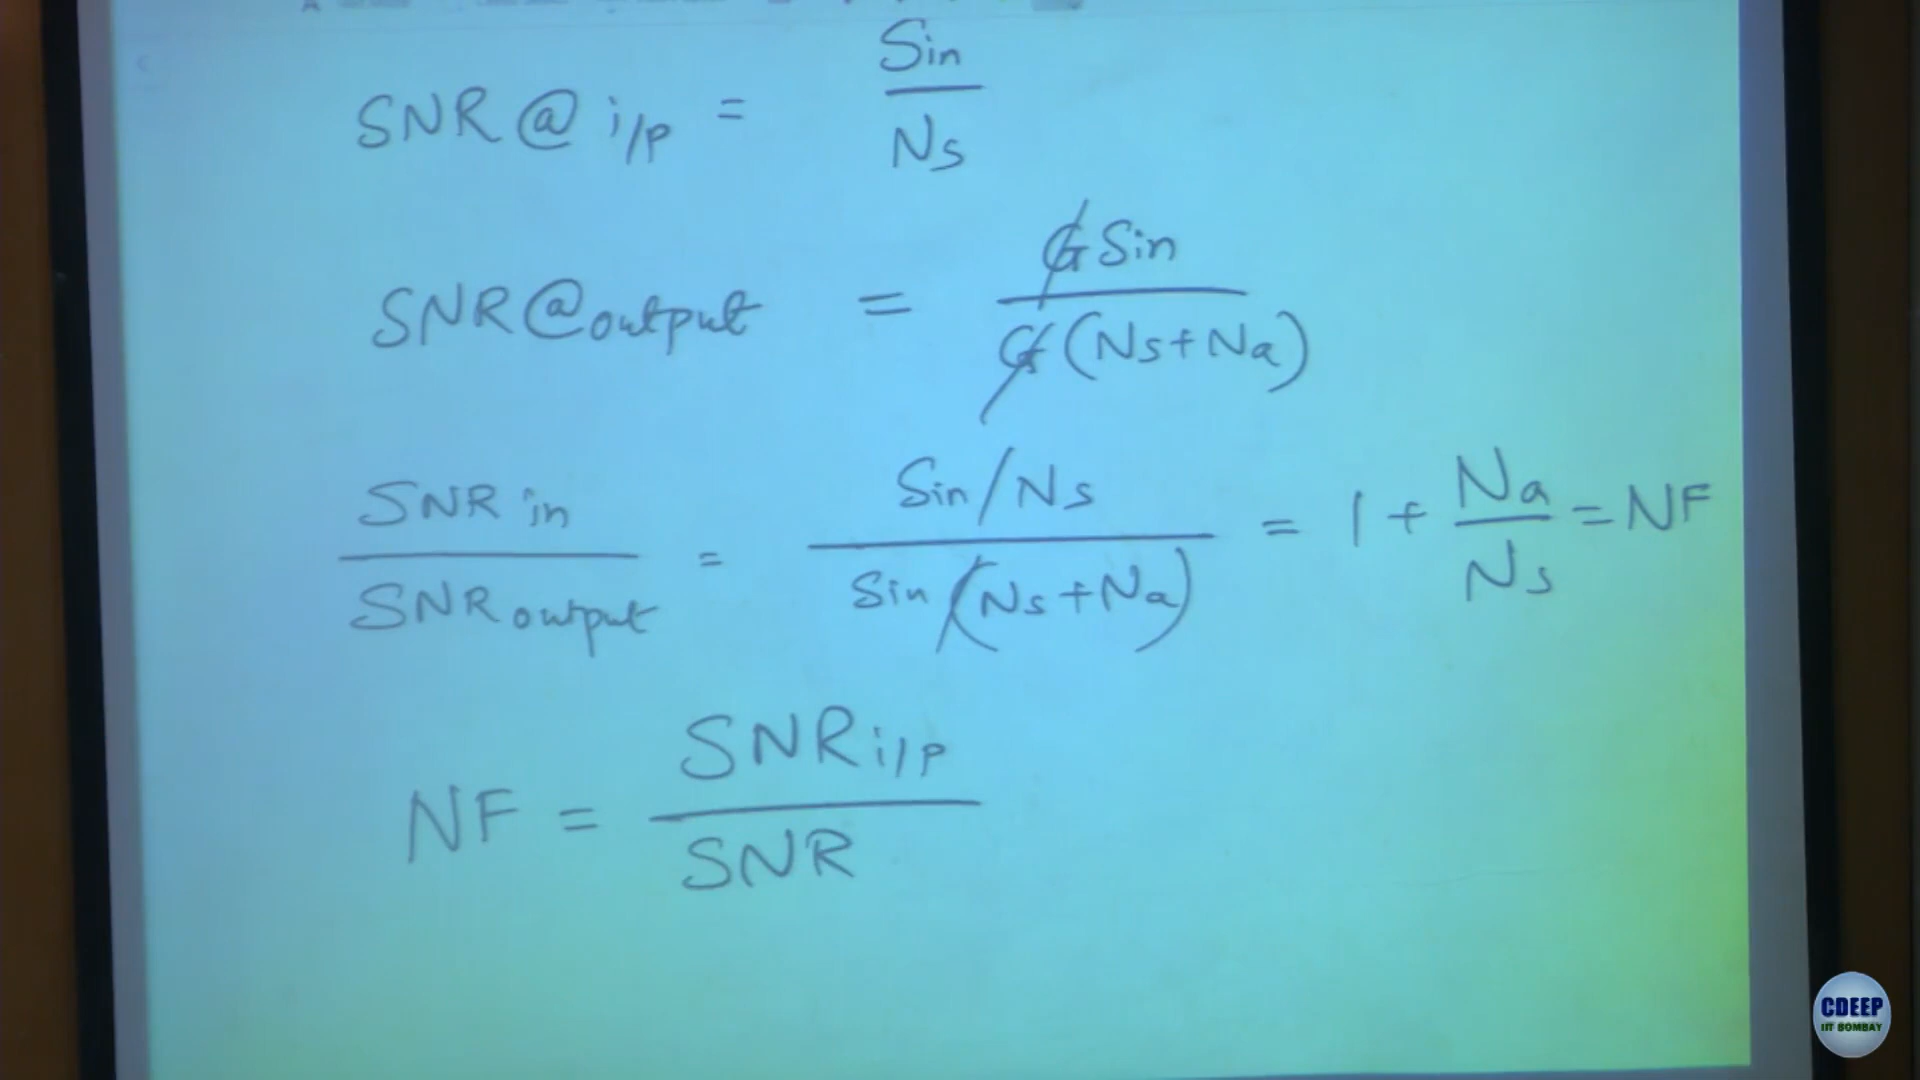 SNR @ i/p = Sin / Ns
SNR @ output = G Sin / G (Ns + Na)
SNR in / SNR output = Sin / Ns / Sin / (Ns + Na) = 1 + Na / Ns = NF
NF = SNR i/p / SNR
CDEEP
IIT BOMBAY